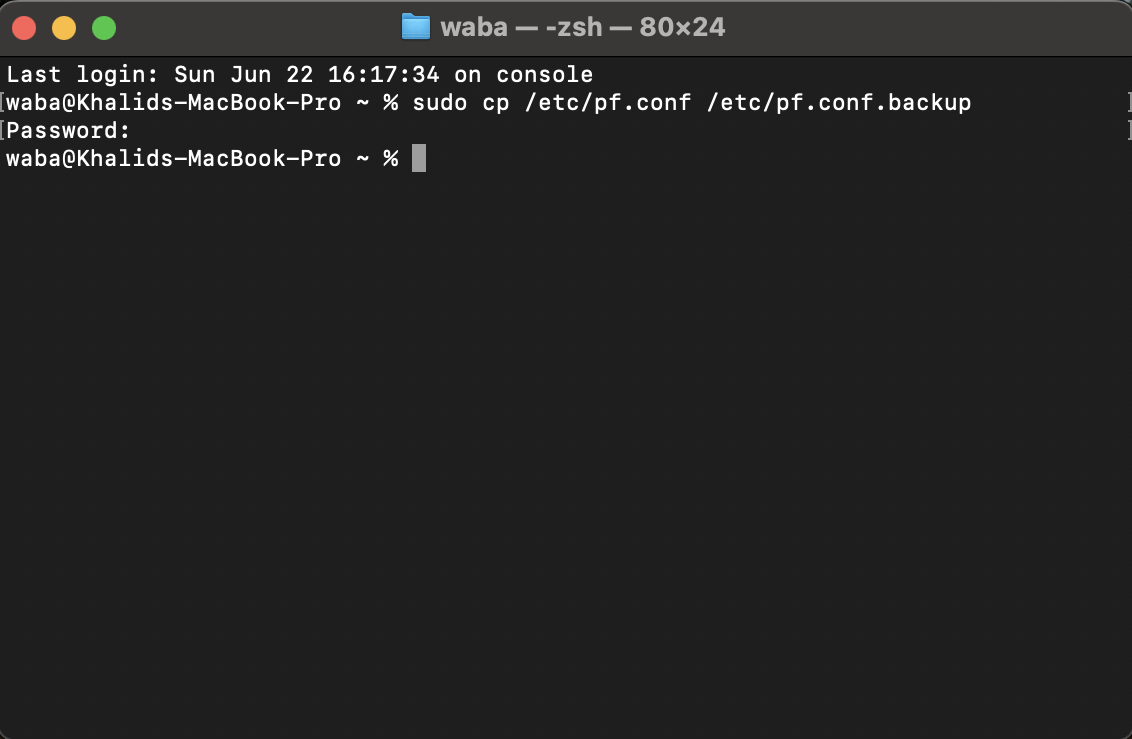 waba — -zsh — 80×24
Last login: Sun Jun 22 16:17:34 on console
[waba@Khalids-MacBook-Pro ~ % sudo cp /etc/pf.conf /etc/pf.conf.backup ]
[Password: ]
waba@Khalids-MacBook-Pro ~ %